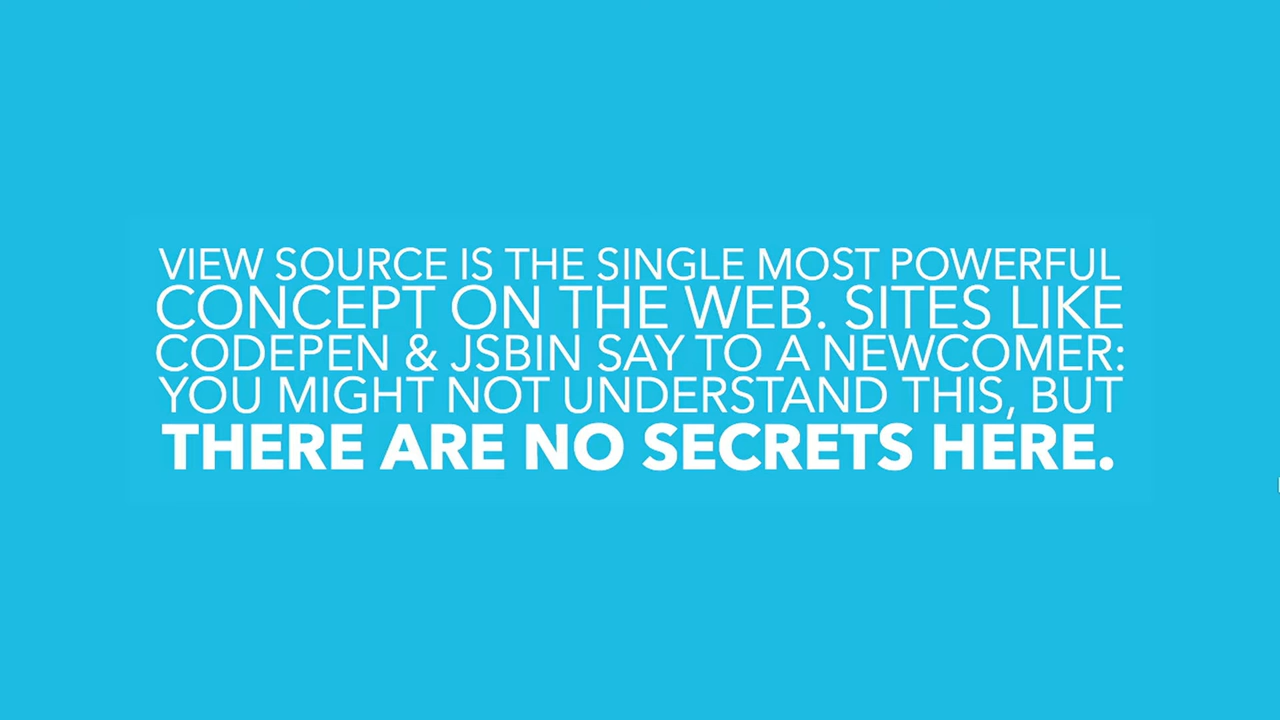 VIEW SOURCE IS THE SINGLE MOST POWERFUL
CONCEPT ON THE WEB. SITES LIKE
CODEPEN & JSBIN SAY TO A NEWCOMER:
YOU MIGHT NOT UNDERSTAND THIS, BUT
THERE ARE NO SECRETS HERE.